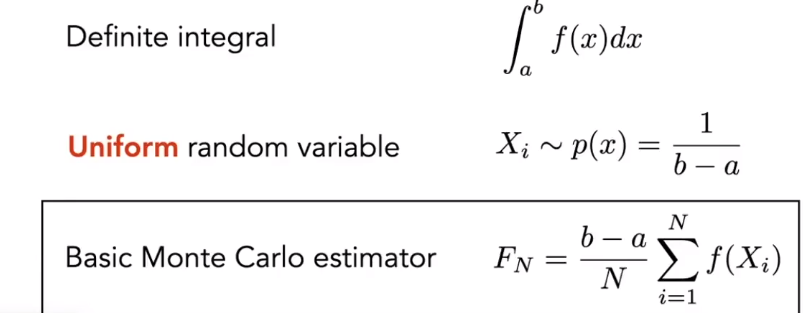 Definite integral ∫_a^b f(x)dx
Uniform random variable X_i ∼ p(x) = 1/(b − a)
Basic Monte Carlo estimator F_N = (b − a)/N ∑_{i=1}^{N} f(X_i)